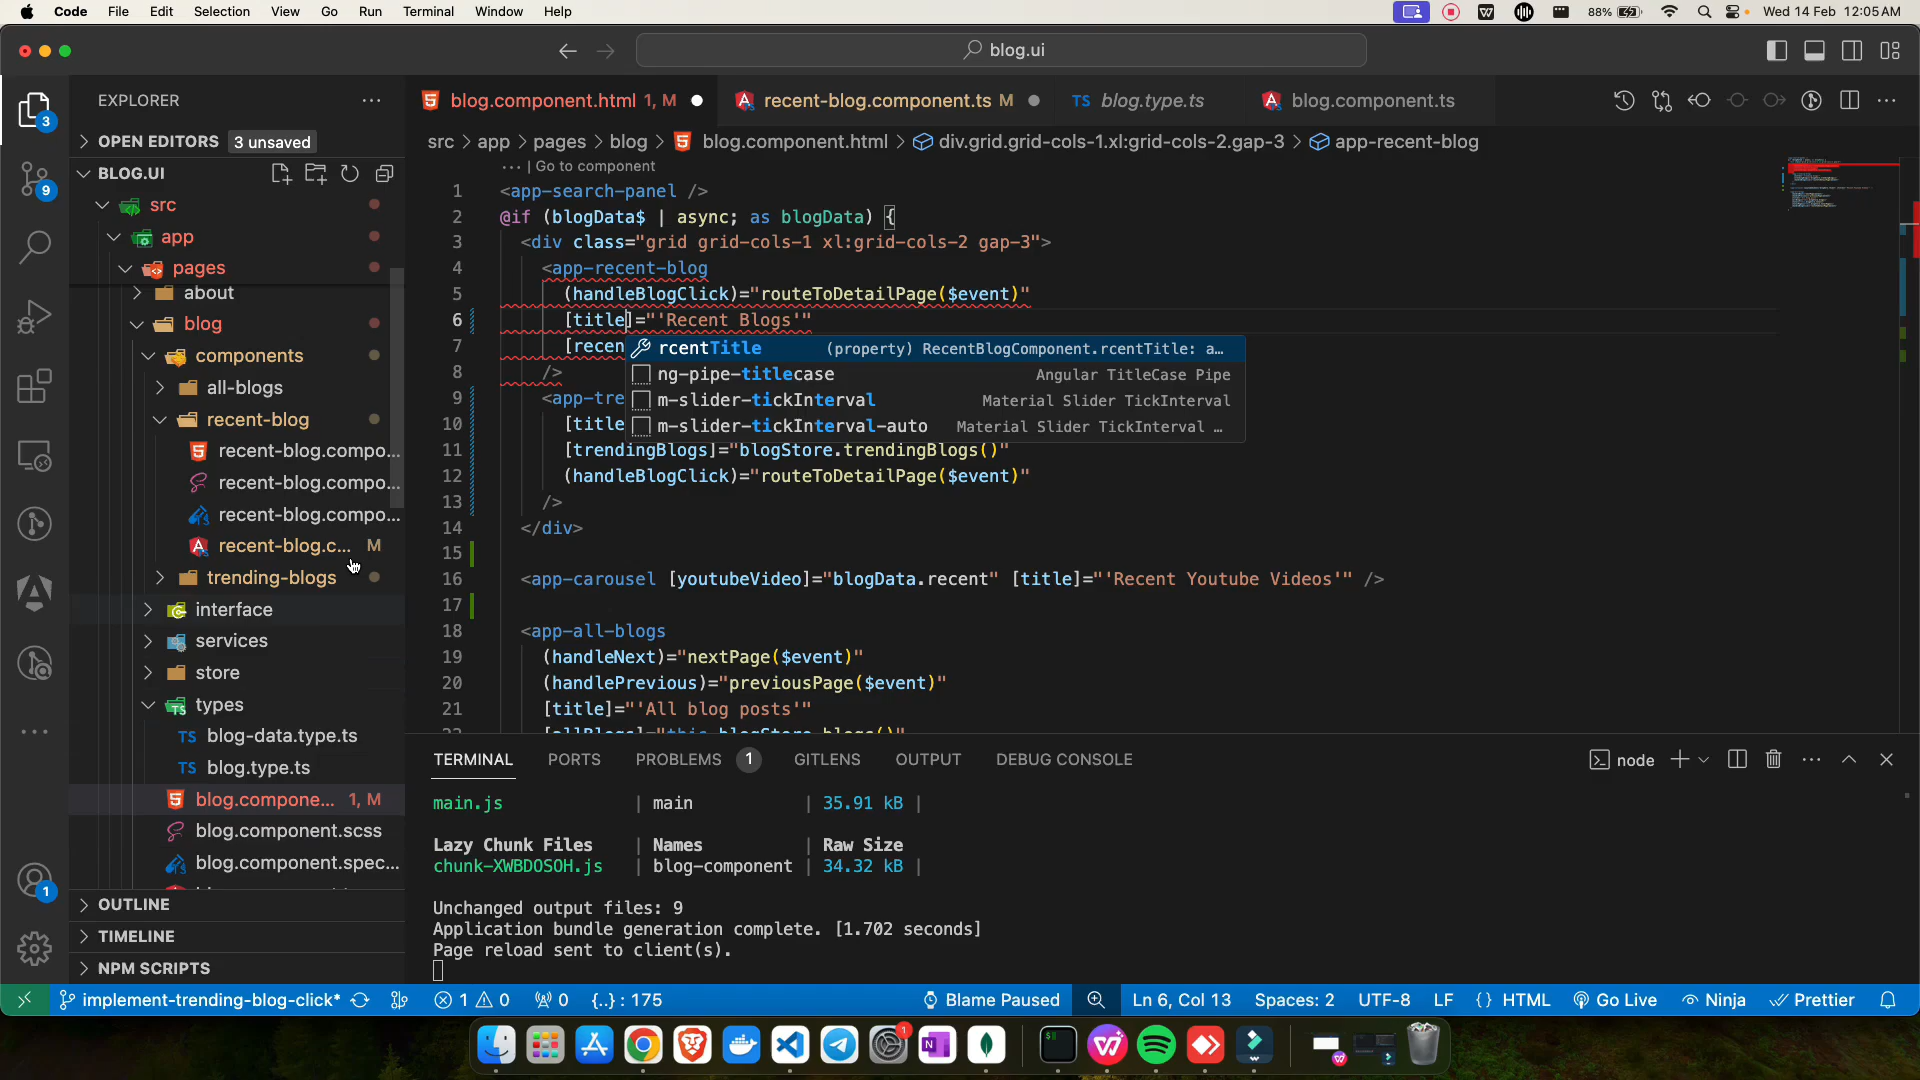 Code File Edit Selection View Go Run Terminal Window Help 88% Wed 14 Feb 12:05 AM
blog.ui
EXPLORER
blog.component.html 1, M
recent-blog.component.ts M
TS blog.type.ts
blog.component.ts
3
OPEN EDITORS 3 unsaved
src > app > pages > blog > blog.component.html > div.grid.grid-cols-1.xl:grid-cols-2.gap-3 > app-recent-blog
BLOG.UI
9
src
app
pages
about
blog
components
all-blogs
recent-blog
recent-blog.compo...
recent-blog.compo...
recent-blog.compo...
recent-blog.c... M
trending-blogs
interface
services
store
types
TS blog-data.type.ts
TS blog.type.ts
blog.compone... 1, M
blog.component.scss
blog.component.spec...
1
OUTLINE
TIMELINE
NPM SCRIPTS
... | Go to component
1 <app-search-panel />
2 @if (blogData$ | async; as blogData) {
3 <div class="grid grid-cols-1 xl:grid-cols-2 gap-3">
4 <app-recent-blog
5 (handleBlogClick)="routeToDetailPage($event)"
6 [title]="'Recent Blogs'"
7 [recen
8 />
9 <app-tre
10 [title
11 [trendingBlogs]="blogStore.trendingBlogs()"
12 (handleBlogClick)="routeToDetailPage($event)"
13 />
14 </div>
15
16 <app-carousel [youtubeVideo]="blogData.recent" [title]="'Recent Youtube Videos'" />
17
18 <app-all-blogs
19 (handleNext)="nextPage($event)"
20 (handlePrevious)="previousPage($event)"
21 [title]="'All blog posts'"
rcentTitle (property) RecentBlogComponent.rcentTitle: a...
ng-pipe-titlecase Angular TitleCase Pipe
m-slider-tickInterval Material Slider TickInterval
m-slider-tickInterval-auto Material Slider TickInterval ...
TERMINAL PORTS PROBLEMS 1 GITLENS OUTPUT DEBUG CONSOLE node
main.js | main | 35.91 kB |
Lazy Chunk Files | Names | Raw Size
chunk-XWBDOSOH.js | blog-component | 34.32 kB |
Unchanged output files: 9
Application bundle generation complete. [1.702 seconds]
Page reload sent to client(s).
implement-trending-blog-click* 1 0 0 {..} : 175 Blame Paused Ln 6, Col 13 Spaces: 2 UTF-8 LF {} HTML Go Live Ninja Prettier
1